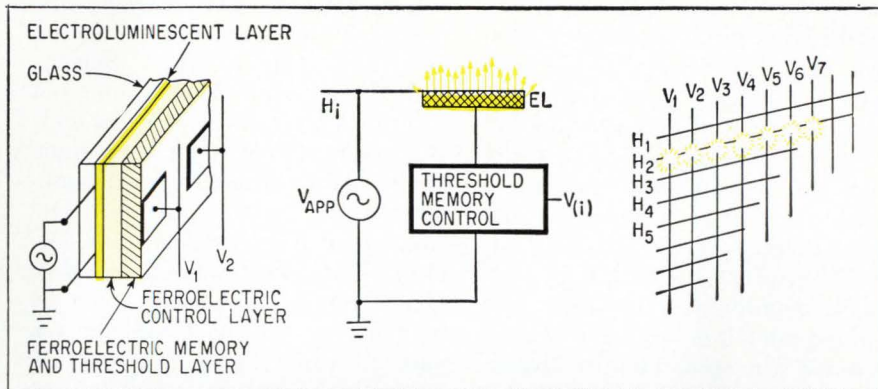 ELECTROLUMINESCENT LAYER
GLASS
V1
V2
FERROELECTRIC
CONTROL LAYER
FERROELECTRIC MEMORY
AND THRESHOLD LAYER
Hi
EL
VAPP
THRESHOLD
MEMORY
CONTROL
V(i)
V1 V2 V3 V4 V5 V6 V7
H1
H2
H3
H4
H5